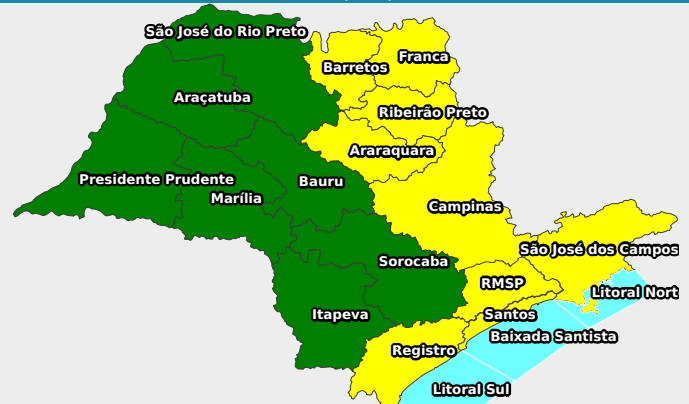 São José do Rio Preto
Franca
Barretos
Araçatuba
Ribeirão Preto
Araraquara
Presidente Prudente
Bauru
Marília
Campinas
São José dos Campos
Sorocaba
RMSP
Litoral Nort
Itapeva
Santos
Baixada Santista
Registro
Litoral Sul